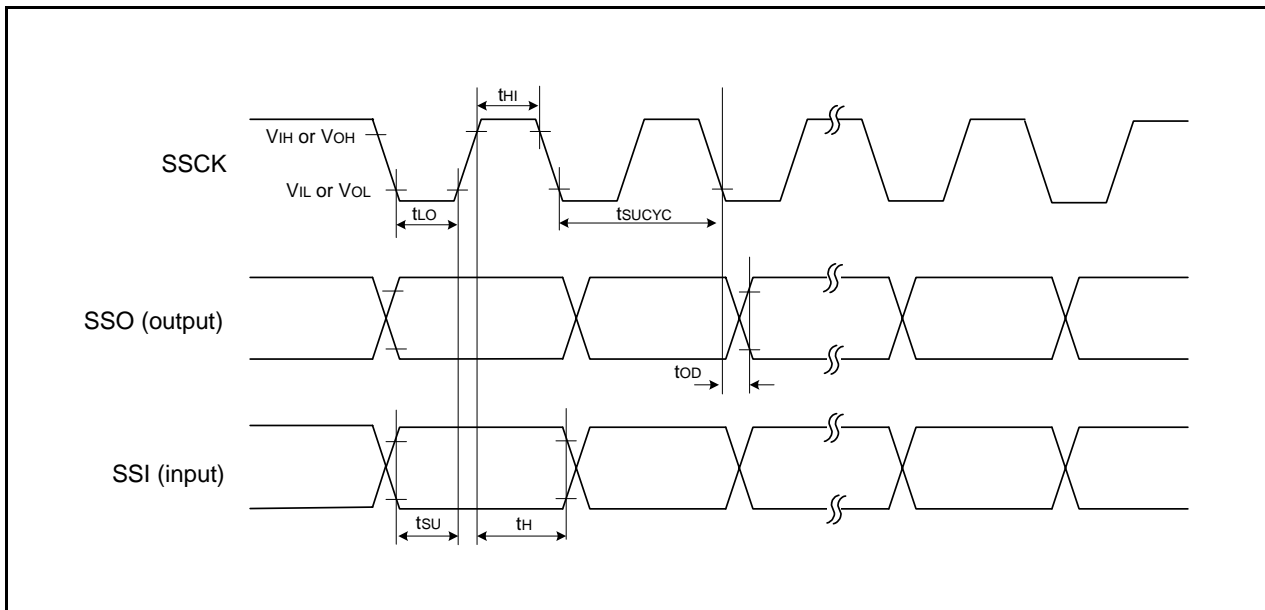 tHI
VIH or VOH
SSCK
VIL or VOL
tLO
tSUCYC
SSO (output)
tOD
SSI (input)
tSU
tH